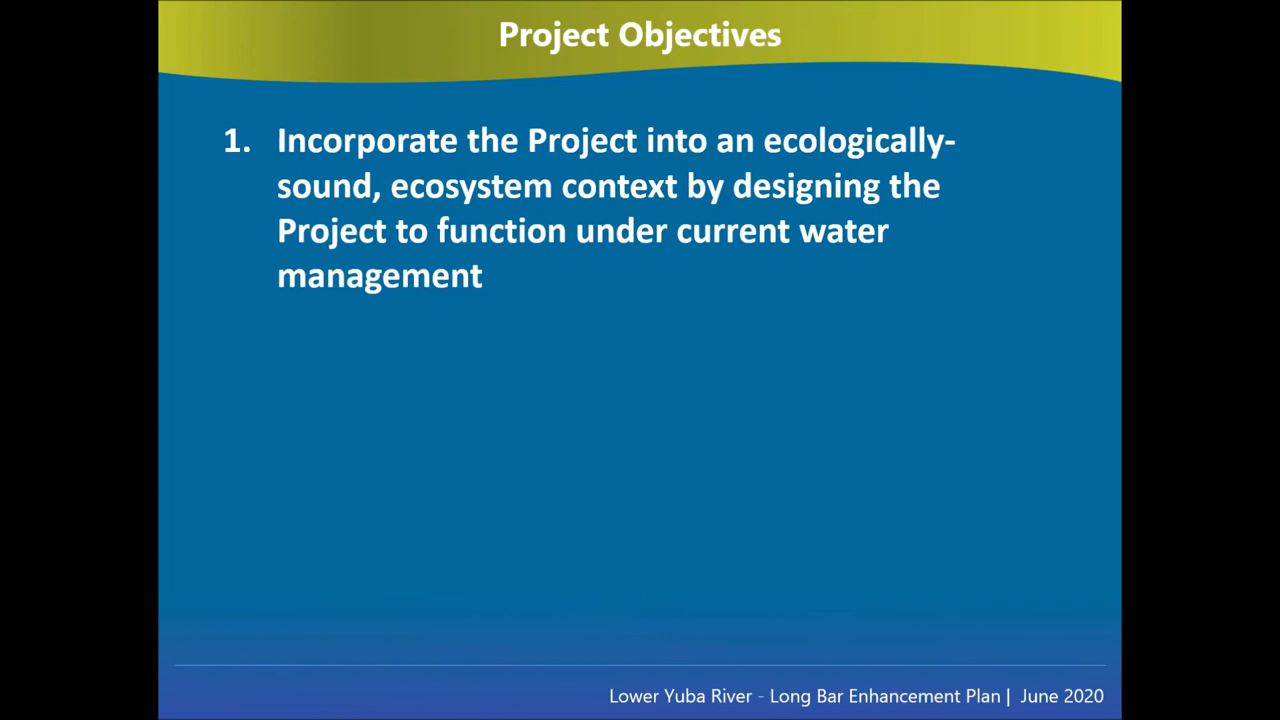 Project Objectives
1. Incorporate the Project into an ecologically-
sound, ecosystem context by designing the
Project to function under current water
management
Lower Yuba River - Long Bar Enhancement Plan | June 2020